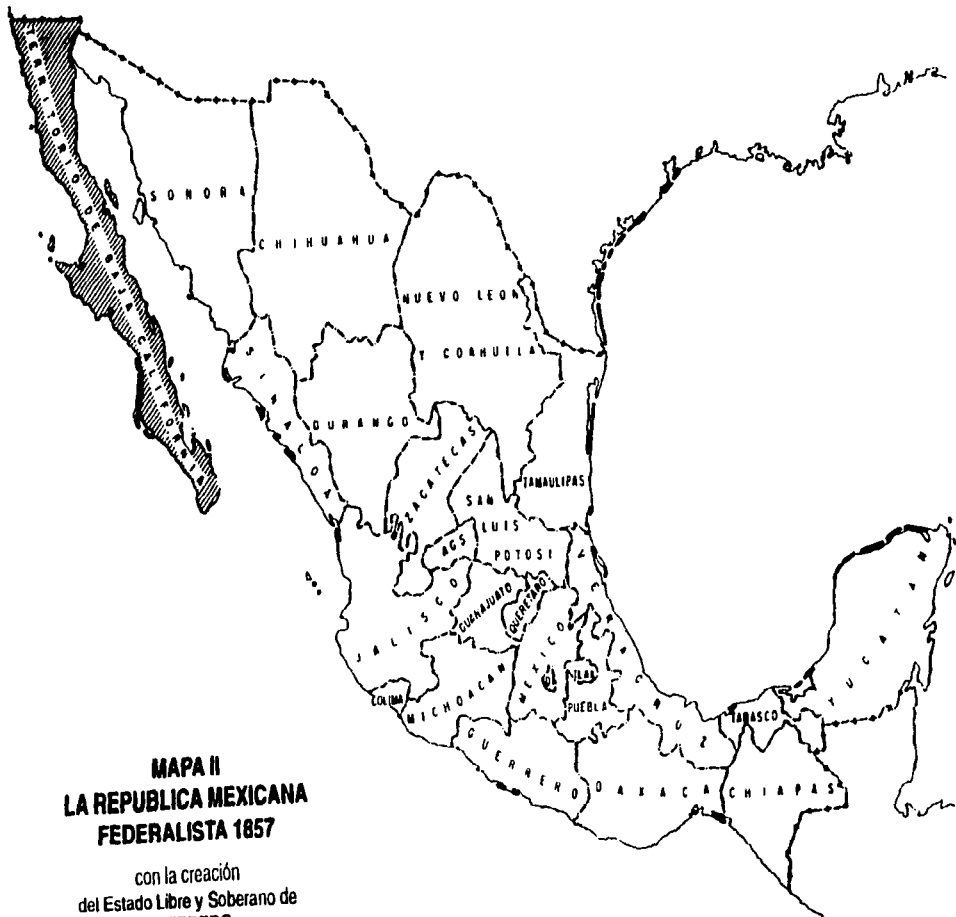 TERRITORIO DE BAJA CALIFORNIA
SONORA
CHIHUAHUA
NUEVO LEON
Y COAHUILA
SINALOA
DURANGO
ZACATECAS
TAMAULIPAS
SAN
LUIS
POTOSI
AGS
JALISCO
GUANAJUATO
QUERETARO
MEXICO
VERACRUZ
TLAX
PUEBLA
COLIMA
MICHOACAN
GUERRERO
OAXACA
TABASCO
CHIAPAS
YUCATAN
MAPA II
LA REPUBLICA MEXICANA
FEDERALISTA 1857
con la creación
del Estado Libre y Soberano de